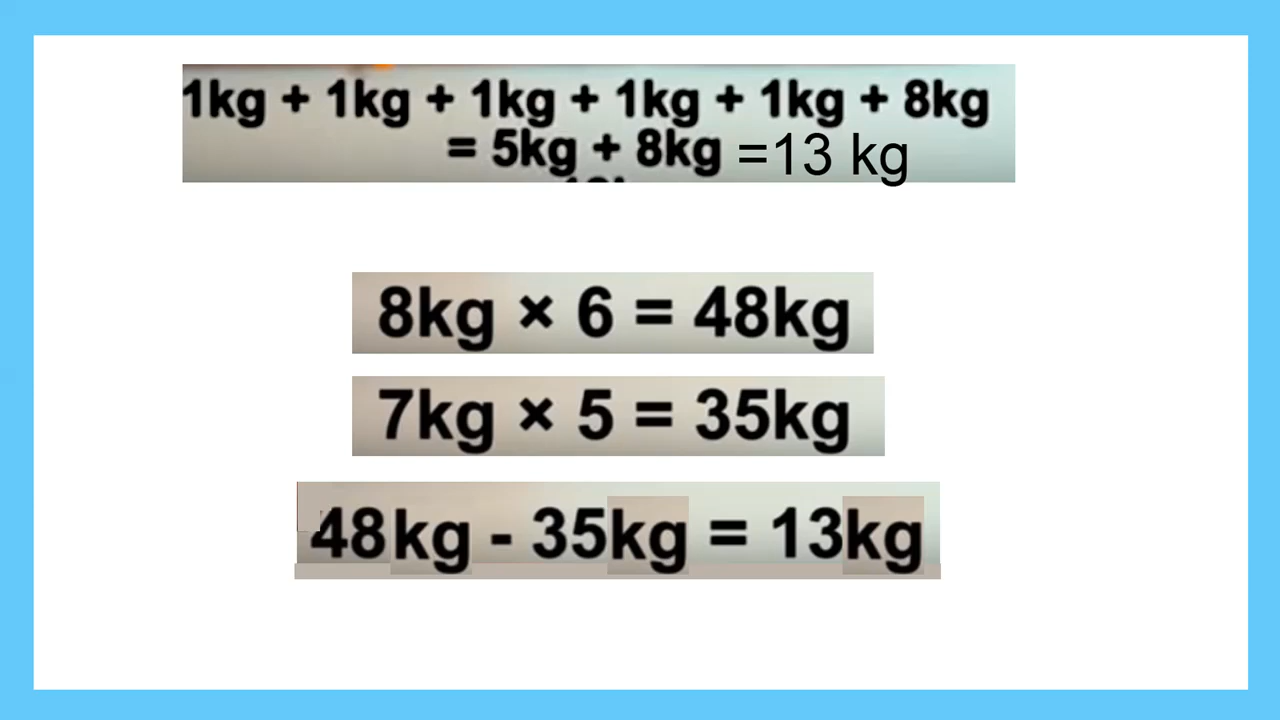 1kg + 1kg + 1kg + 1kg + 1kg + 8kg
= 5kg + 8kg =13 kg
8kg × 6 = 48kg
7kg × 5 = 35kg
48kg - 35kg = 13kg